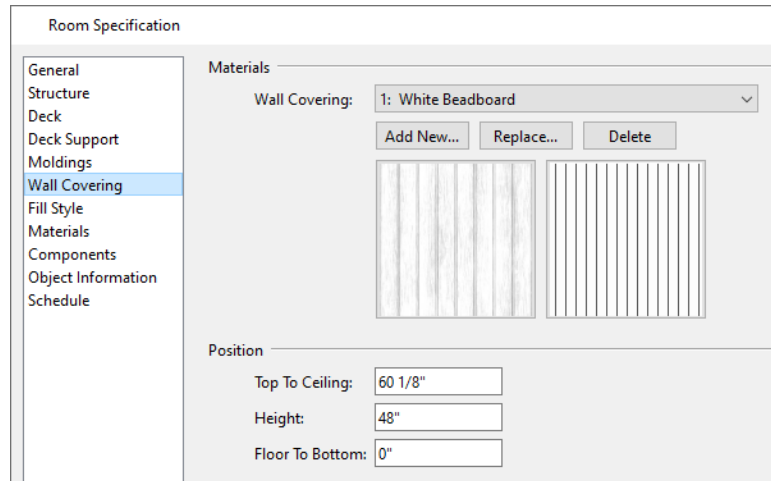 Room Specification
General
Structure
Deck
Deck Support
Moldings
Wall Covering
Fill Style
Materials
Components
Object Information
Schedule
Materials
Wall Covering: 1: White Beadboard
Add New... Replace... Delete
Position
Top To Ceiling: 60 1/8"
Height: 48"
Floor To Bottom: 0"